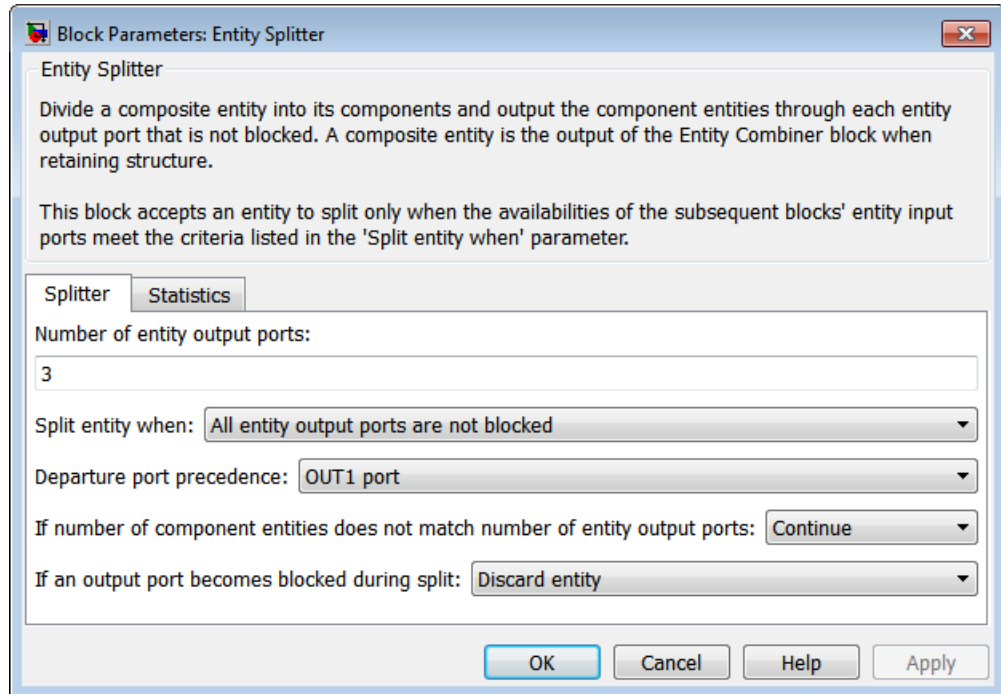 Block Parameters: Entity Splitter
Entity Splitter
Divide a composite entity into its components and output the component entities through each entity
output port that is not blocked. A composite entity is the output of the Entity Combiner block when
retaining structure.
This block accepts an entity to split only when the availabilities of the subsequent blocks' entity input
ports meet the criteria listed in the 'Split entity when' parameter.
Splitter Statistics
Number of entity output ports:
3
Split entity when: All entity output ports are not blocked
Departure port precedence: OUT1 port
If number of component entities does not match number of entity output ports: Continue
If an output port becomes blocked during split: Discard entity
OK Cancel Help Apply